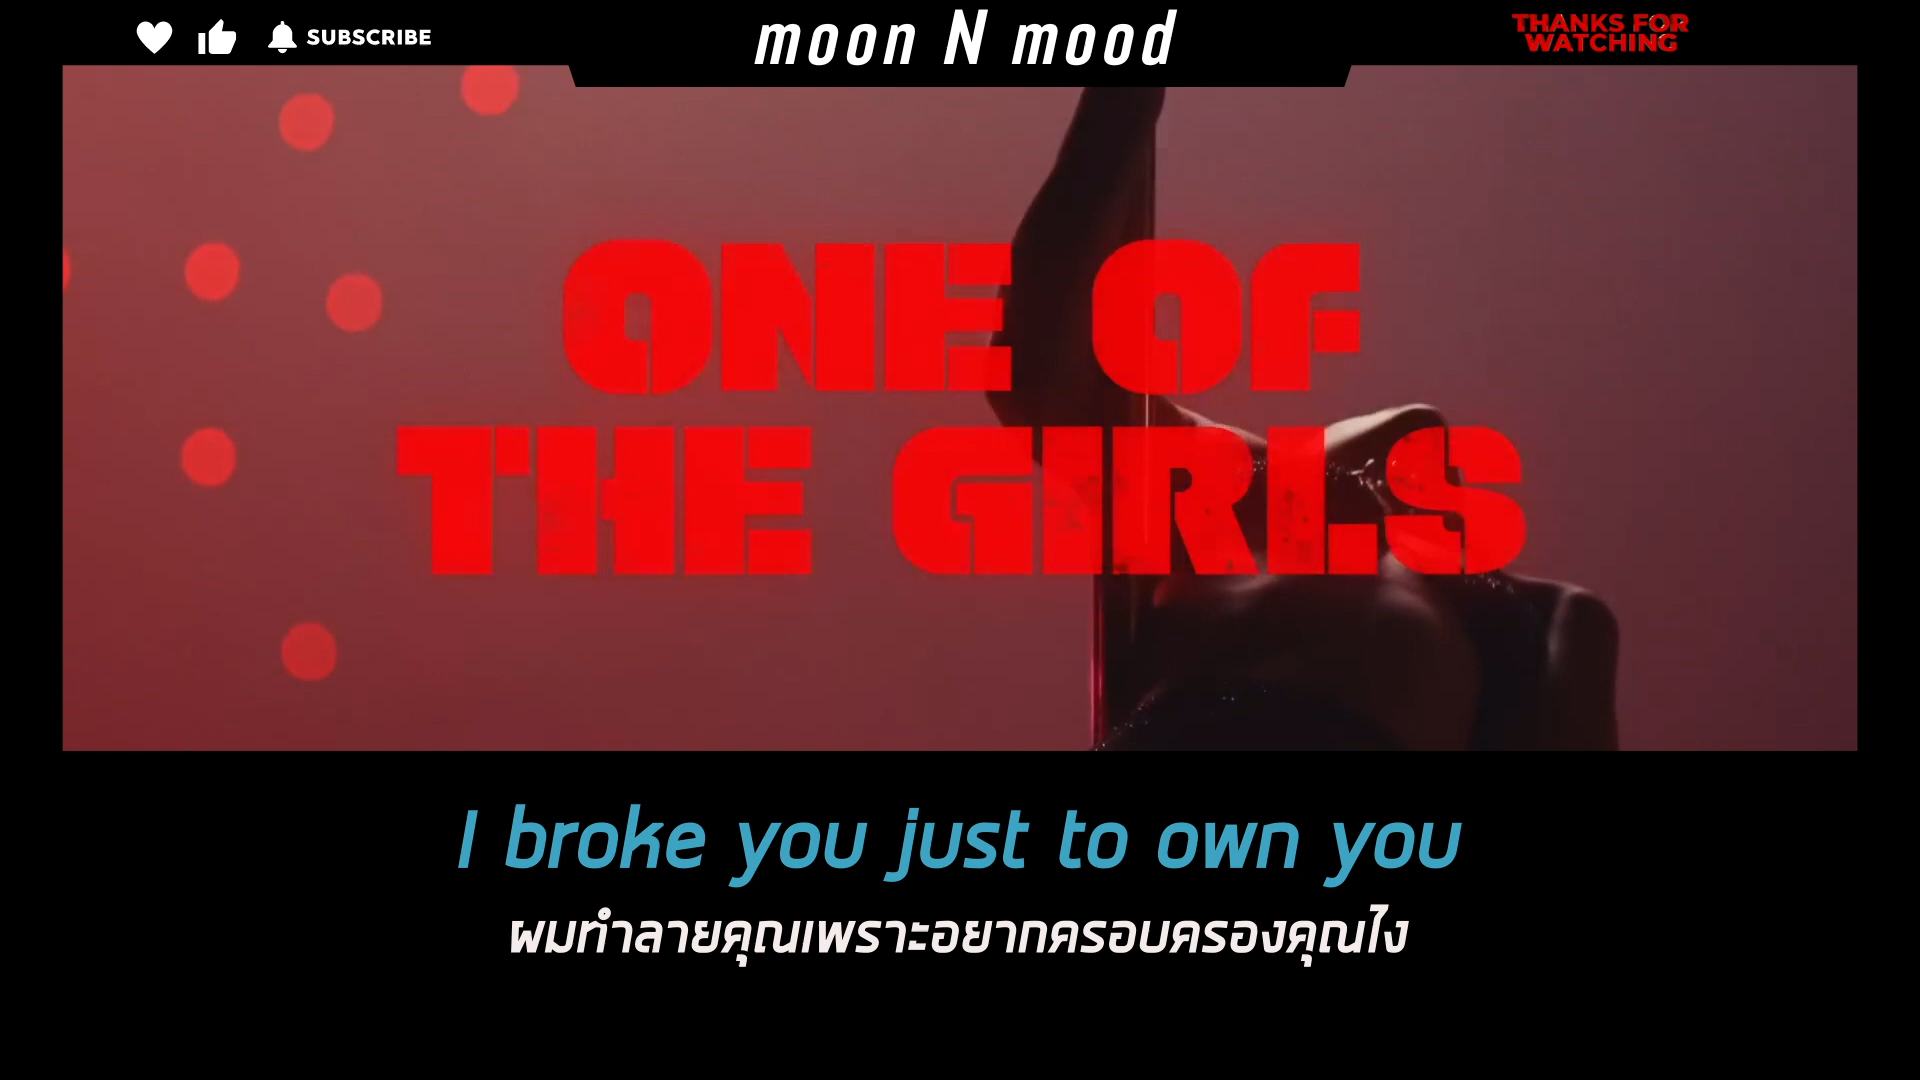 SUBSCRIBE
moon N mood
THANKS FOR
WATCHING
ONE OF
THE GIRLS
I broke you just to own you
ผมทำลายคุณเพราะอยากครอบครองคุณไง